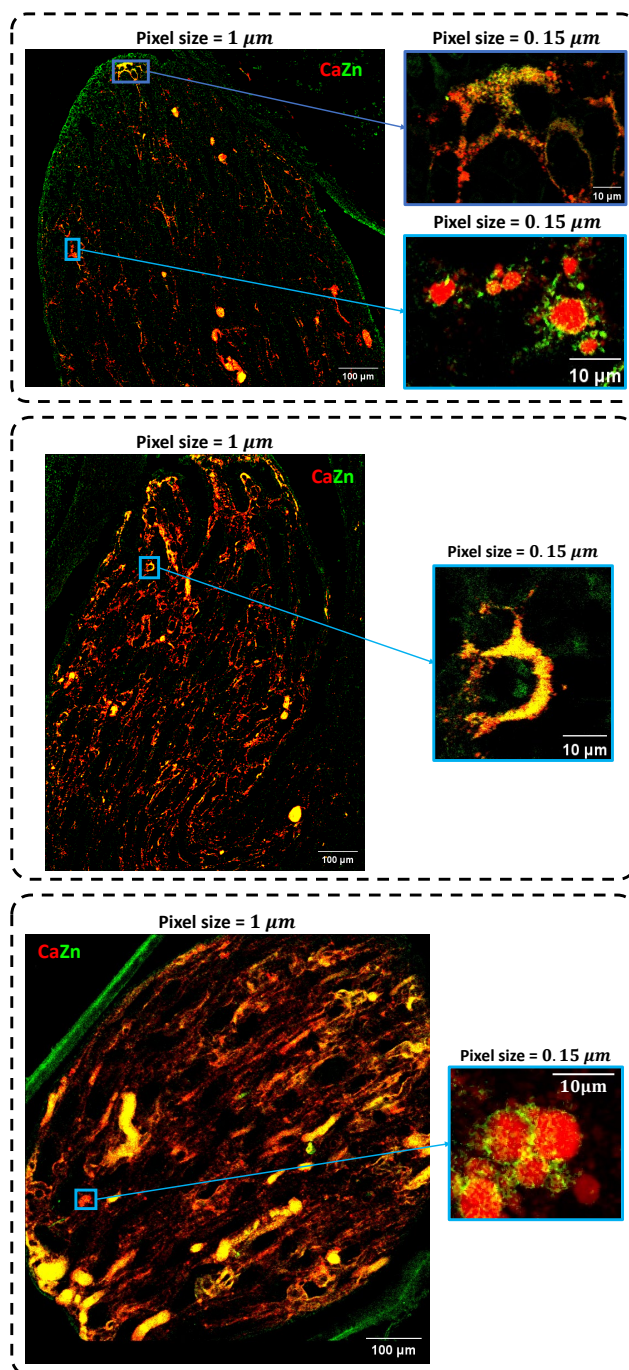 Pixel size = 1 μm
Pixel size = 0.15 μm
CaZn
10 μm
Pixel size = 0.15 μm
10 μm
100 μm
Pixel size = 1 μm
CaZn
Pixel size = 0.15 μm
10 μm
100 μm
Pixel size = 1 μm
CaZn
Pixel size = 0.15 μm
10μm
100 μm